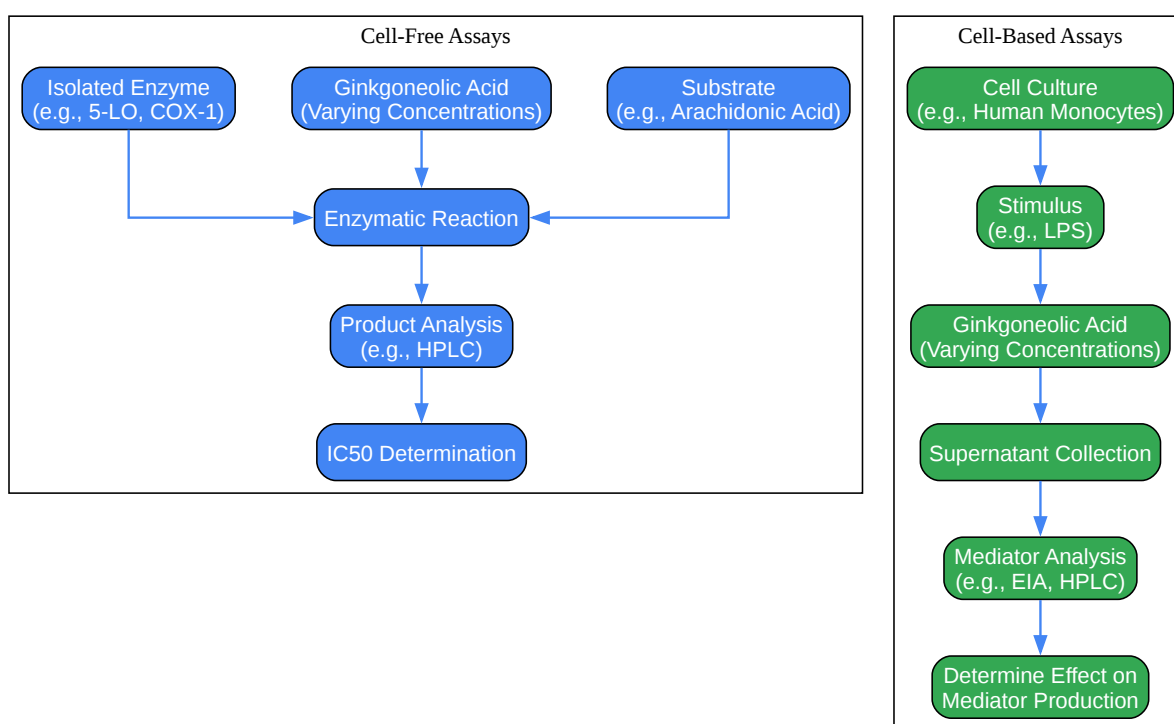 Cell-Free Assays
Isolated Enzyme
(e.g., 5-LO, COX-1)
Ginkgoneolic Acid
(Varying Concentrations)
Substrate
(e.g., Arachidonic Acid)
Enzymatic Reaction
Product Analysis
(e.g., HPLC)
IC50 Determination
Cell-Based Assays
Cell Culture
(e.g., Human Monocytes)
Stimulus
(e.g., LPS)
Ginkgoneolic Acid
(Varying Concentrations)
Supernatant Collection
Mediator Analysis
(e.g., EIA, HPLC)
Determine Effect on
Mediator Production